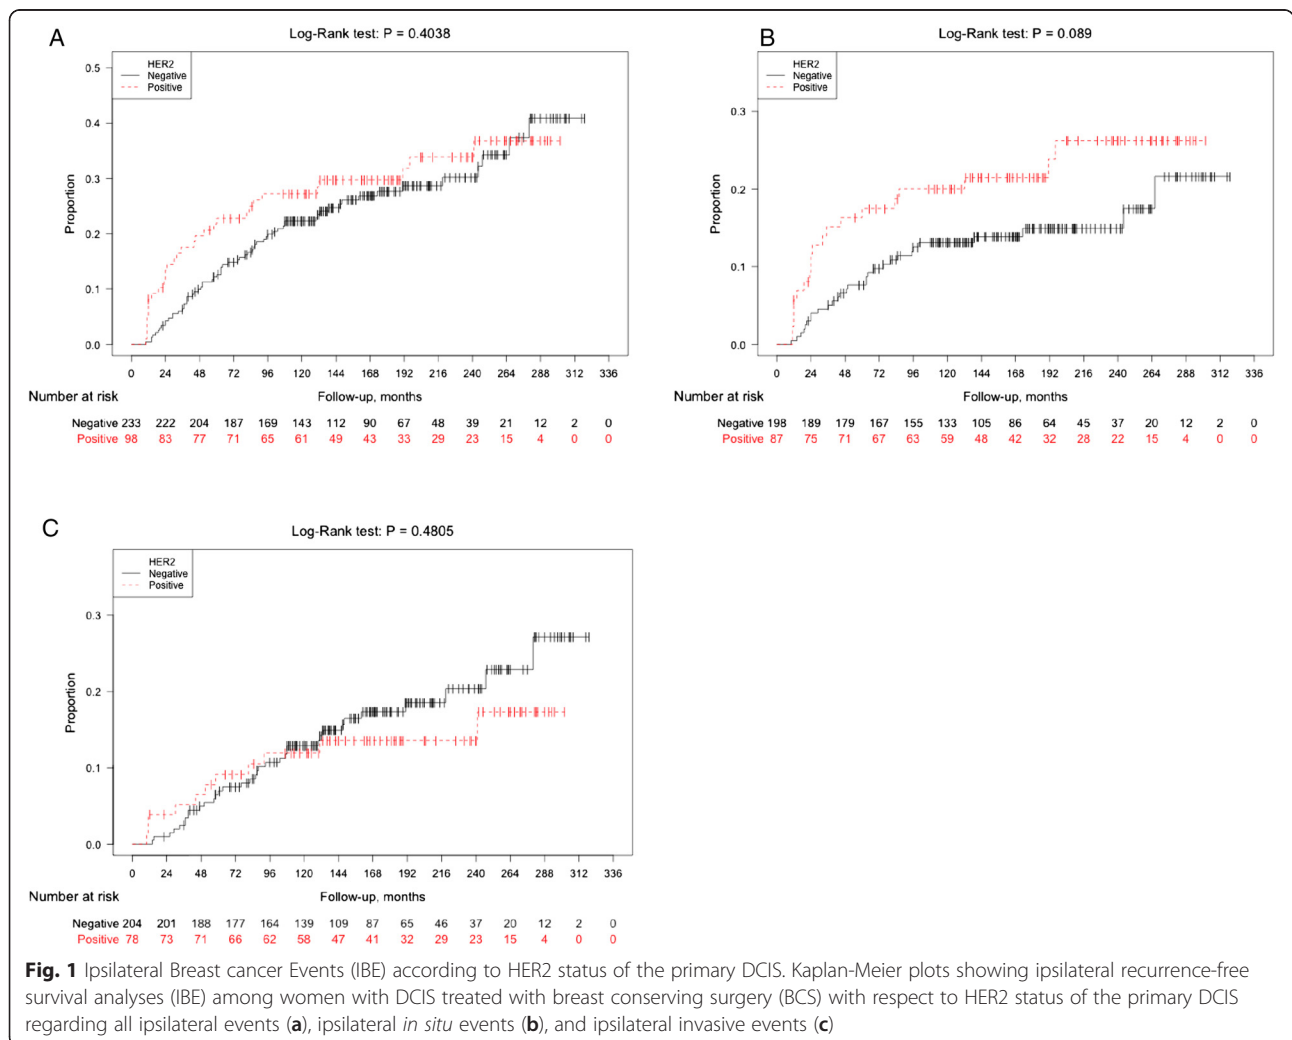 A
Log-Rank test: P = 0.4038
HER2
Negative
Positive
0.5
0.4
0.3
0.2
0.1
0.0
Proportion
0 24 48 72 96 120 144 168 192 216 240 264 288 312 336
Number at risk
Follow-up, months
Negative 233 222 204 187 169 143 112 90 67 48 39 21 12 2 0
Positive 98 83 77 71 65 61 49 43 33 29 23 15 4 0 0
B
Log-Rank test: P = 0.089
HER2
Negative
Positive
0.3
0.2
0.1
0.0
Proportion
0 24 48 72 96 120 144 168 192 216 240 264 288 312 336
Number at risk
Follow-up, months
Negative 198 189 179 167 155 133 105 86 64 45 37 20 12 2 0
Positive 87 75 71 67 63 59 48 42 32 28 22 15 4 0 0
C
Log-Rank test: P = 0.4805
HER2
Negative
Positive
0.3
0.2
0.1
0.0
Proportion
0 24 48 72 96 120 144 168 192 216 240 264 288 312 336
Number at risk
Follow-up, months
Negative 204 201 188 177 164 139 109 87 65 46 37 20 12 2 0
Positive 78 73 71 66 62 58 47 41 32 29 23 15 4 0 0
Fig. 1 Ipsilateral Breast cancer Events (IBE) according to HER2 status of the primary DCIS. Kaplan-Meier plots showing ipsilateral recurrence-free
survival analyses (IBE) among women with DCIS treated with breast conserving surgery (BCS) with respect to HER2 status of the primary DCIS
regarding all ipsilateral events (a), ipsilateral in situ events (b), and ipsilateral invasive events (c)